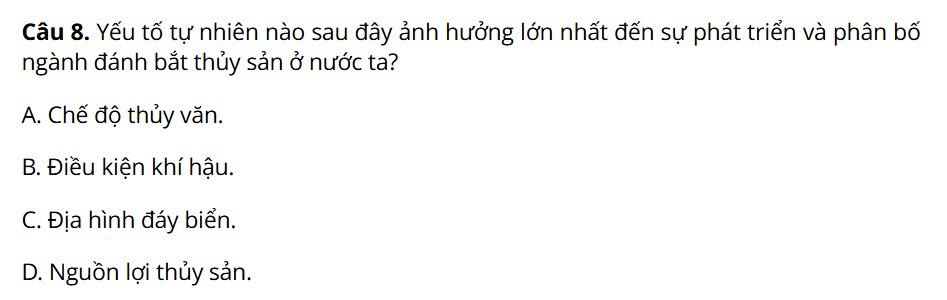 Câu 8. Yếu tố tự nhiên nào sau đây ảnh hưởng lớn nhất đến sự phát triển và phân bố
ngành đánh bắt thủy sản ở nước ta?
A. Chế độ thủy văn.
B. Điều kiện khí hậu.
C. Địa hình đáy biển.
D. Nguồn lợi thủy sản.